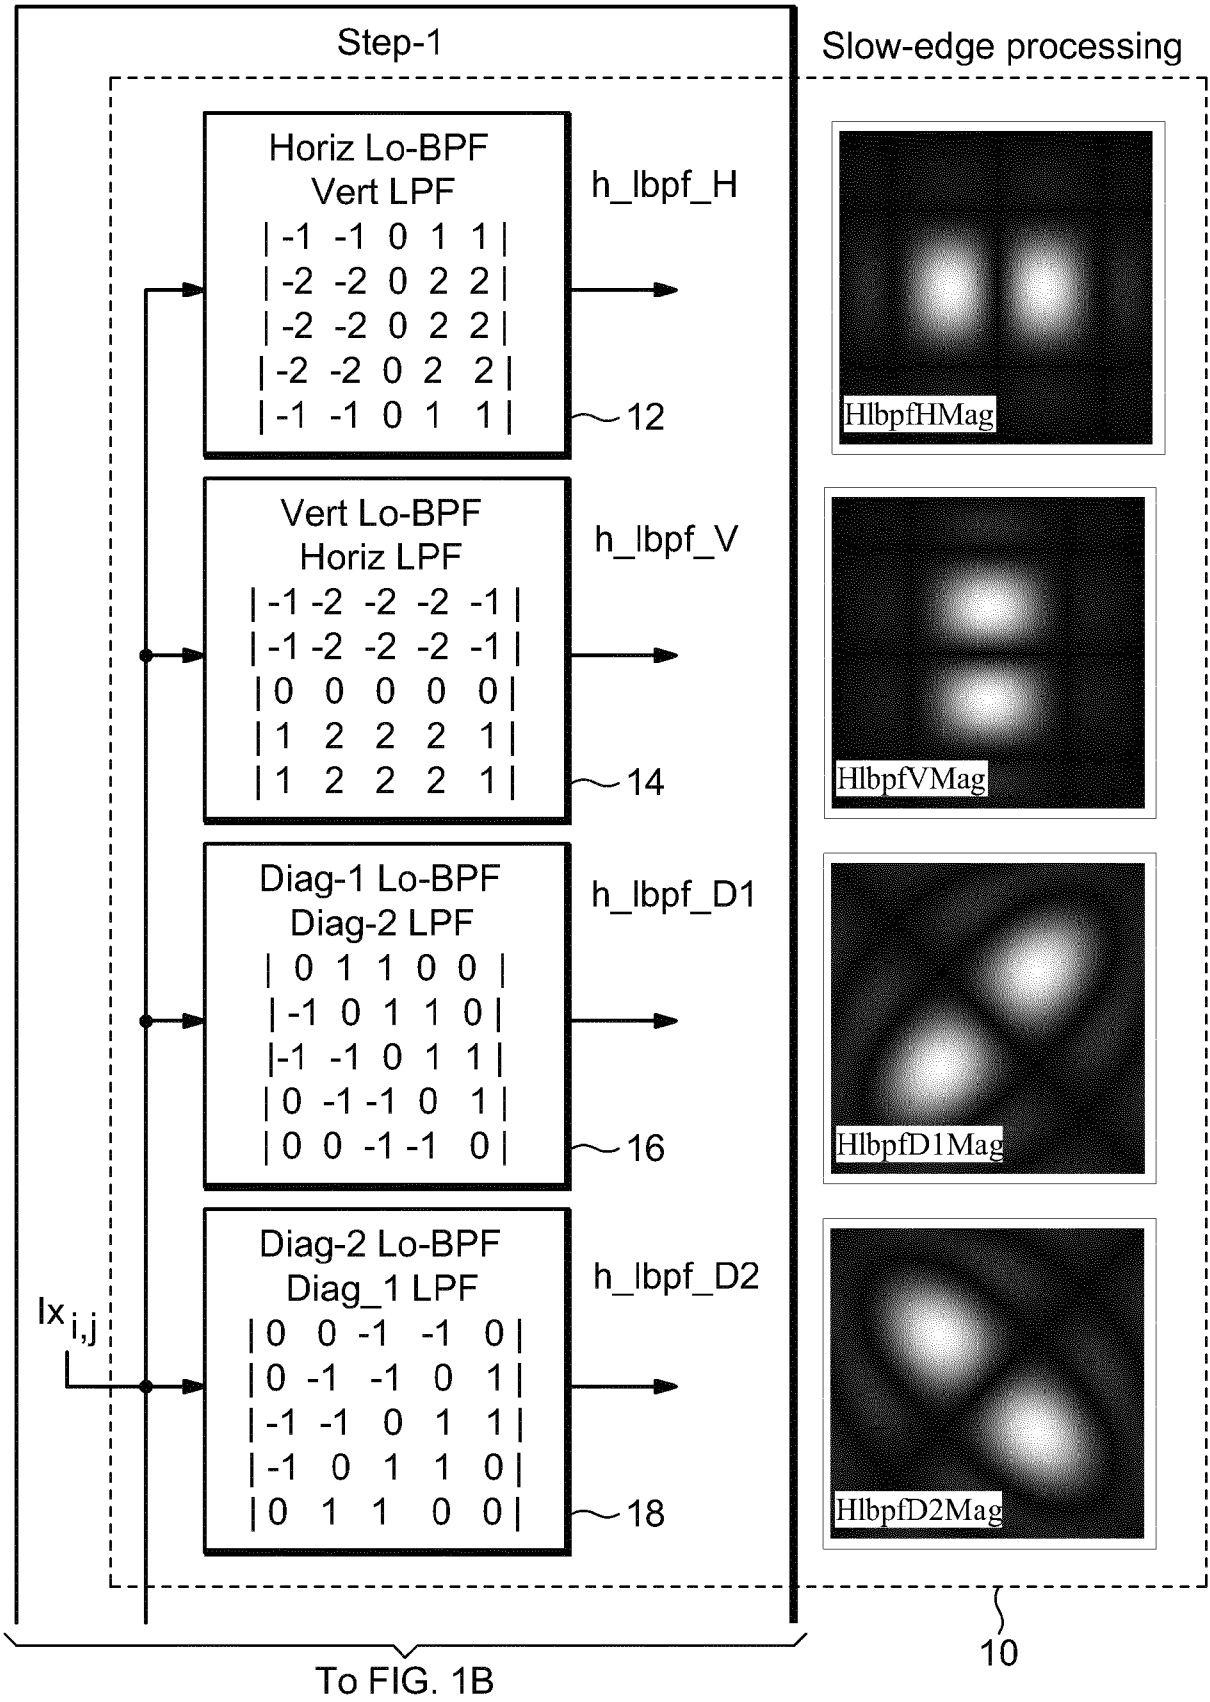 Step-1
Slow-edge processing
Horiz Lo-BPF
Vert LPF
| -1 -1 0 1 1 |
| -2 -2 0 2 2 |
| -2 -2 0 2 2 |
| -2 -2 0 2 2 |
| -1 -1 0 1 1 |
h_lbpf_H
12
HlbpfHMag
Vert Lo-BPF
Horiz LPF
| -1 -2 -2 -2 -1 |
| -1 -2 -2 -2 -1 |
| 0 0 0 0 0 |
| 1 2 2 2 1 |
| 1 2 2 2 1 |
h_lbpf_V
14
HlbpfVMag
Diag-1 Lo-BPF
Diag-2 LPF
| 0 1 1 0 0 |
| -1 0 1 1 0 |
| -1 -1 0 1 1 |
| 0 -1 -1 0 1 |
| 0 0 -1 -1 0 |
h_lbpf_D1
16
HlbpfD1Mag
Diag-2 Lo-BPF
Diag_1 LPF
| 0 0 -1 -1 0 |
| 0 -1 -1 0 1 |
| -1 -1 0 1 1 |
| -1 0 1 1 0 |
| 0 1 1 0 0 |
h_lbpf_D2
18
HlbpfD2Mag
Ix i,j
10
To FIG. 1B